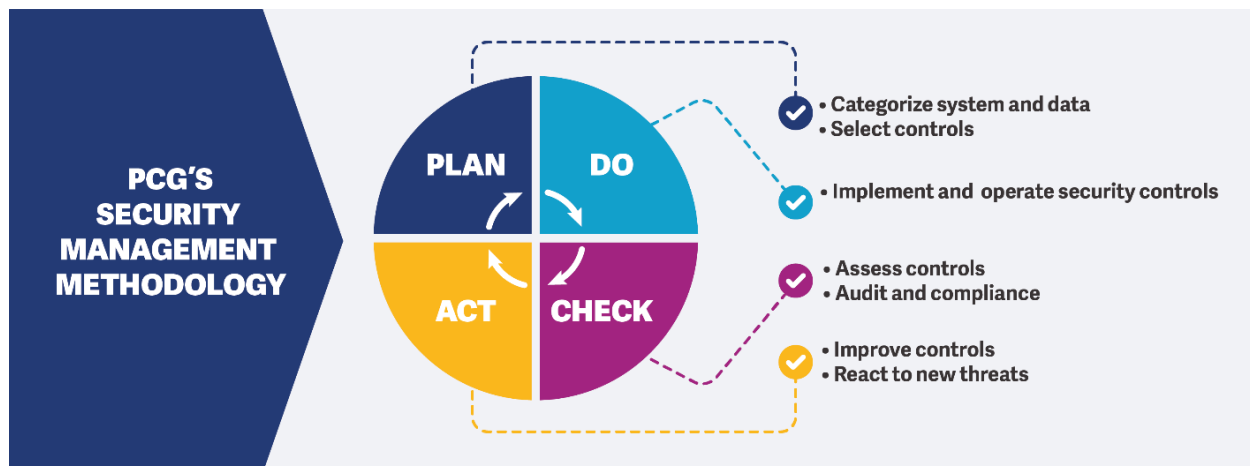 PCG'S
SECURITY
MANAGEMENT
METHODOLOGY
PLAN
DO
ACT
CHECK
• Categorize system and data
• Select controls
• Implement and operate security controls
• Assess controls
• Audit and compliance
• Improve controls
• React to new threats